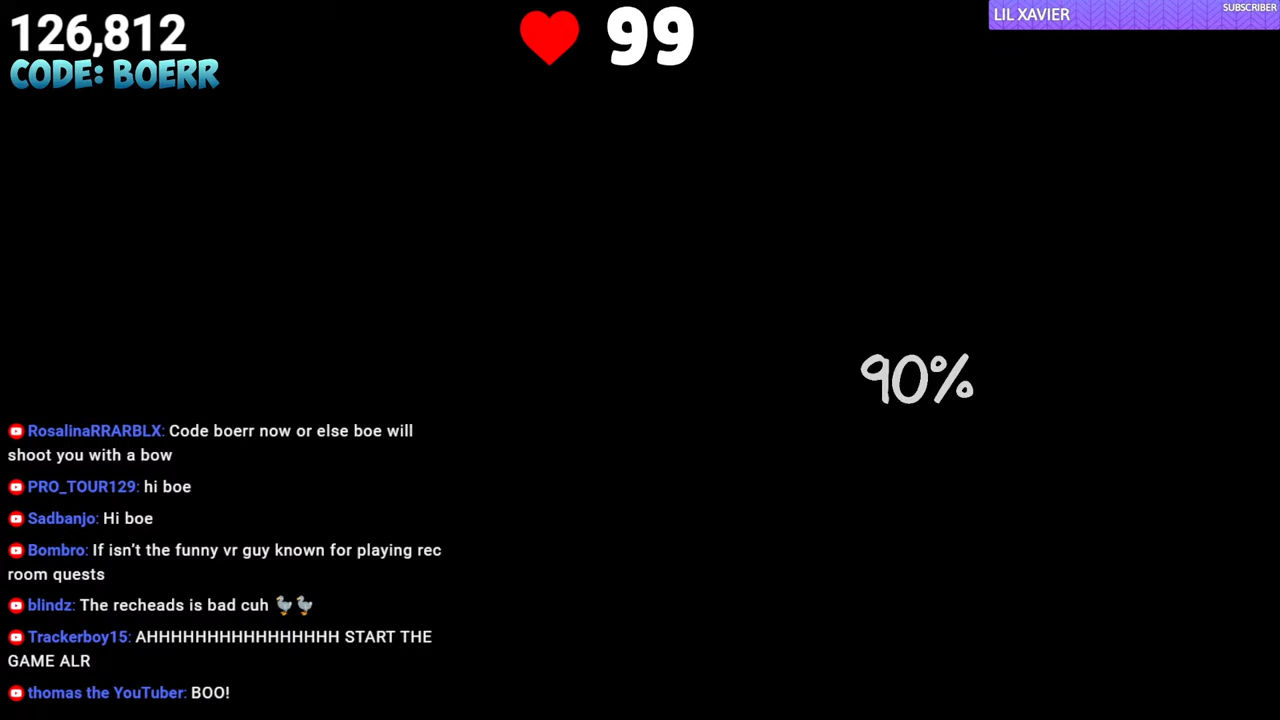 126,812
CODE: BOERR
99
LIL XAVIER
SUBSCRIBER
90%
RosalinaRRARBLX: Code boerr now or else boe will
shoot you with a bow
PRO_TOUR129: hi boe
Sadbanjo: Hi boe
Bombro: If isn’t the funny vr guy known for playing rec
room quests
blindz: The recheads is bad cuh 🦆🦆
Trackerboy15: AHHHHHHHHHHHHHHHH START THE
GAME ALR
thomas the YouTuber: BOO!